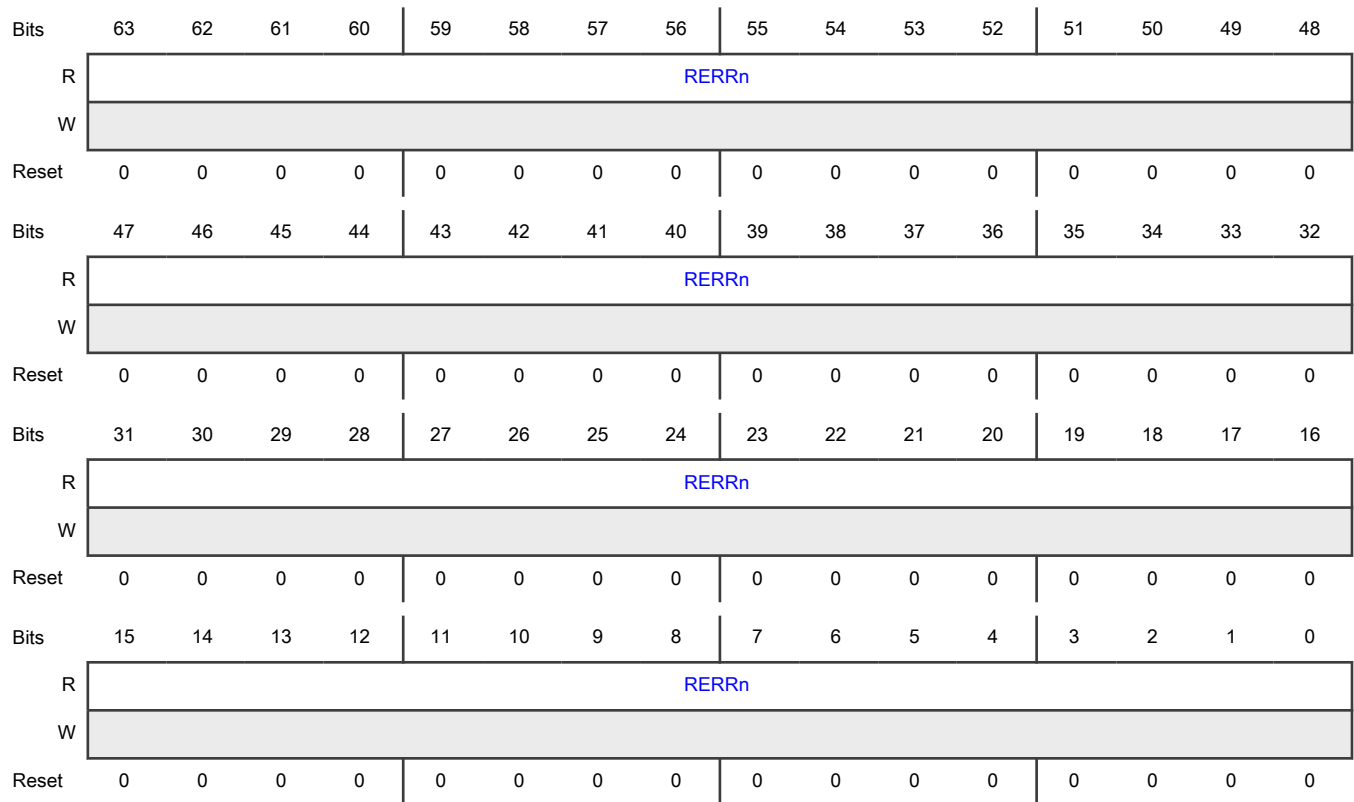 Bits 63 62 61 60 59 58 57 56 55 54 53 52 51 50 49 48
R RERRn
W
Reset 0 0 0 0 0 0 0 0 0 0 0 0 0 0 0 0
Bits 47 46 45 44 43 42 41 40 39 38 37 36 35 34 33 32
R RERRn
W
Reset 0 0 0 0 0 0 0 0 0 0 0 0 0 0 0 0
Bits 31 30 29 28 27 26 25 24 23 22 21 20 19 18 17 16
R RERRn
W
Reset 0 0 0 0 0 0 0 0 0 0 0 0 0 0 0 0
Bits 15 14 13 12 11 10 9 8 7 6 5 4 3 2 1 0
R RERRn
W
Reset 0 0 0 0 0 0 0 0 0 0 0 0 0 0 0 0